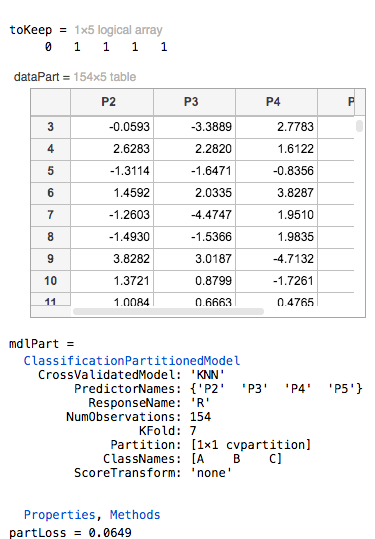 toKeep = 1×5 logical array
0 1 1 1 1
dataPart = 154×5 table
P2 P3 P4 P
3 -0.0593 -3.3889 2.7783
4 2.6283 2.2820 1.6122
5 -1.3114 -1.6471 -0.8356
6 1.4592 2.0335 3.8287
7 -1.2603 -4.4747 1.9510
8 -1.4930 -1.5366 1.9835
9 3.8282 3.0187 -4.7132
10 1.3721 0.8799 -1.7261
11 1.0084 0.6663 0.4765
mdlPart =
ClassificationPartitionedModel
CrossValidatedModel: 'KNN'
PredictorNames: {'P2' 'P3' 'P4' 'P5'}
ResponseName: 'R'
NumObservations: 154
KFold: 7
Partition: [1×1 cvpartition]
ClassNames: [A B C]
ScoreTransform: 'none'
Properties, Methods
partLoss = 0.0649